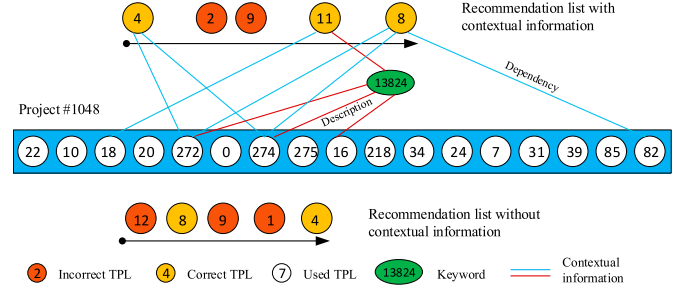 4 2 9 11 8
Recommendation list with
contextual information
13824
Dependency
Description
Project #1048
22 10 18 20 272 0 274 275 16 218 34 24 7 31 39 85 82
12 8 9 1 4
Recommendation list without
contextual information
2 Incorrect TPL 4 Correct TPL 7 Used TPL 13824 Keyword Contextual
information